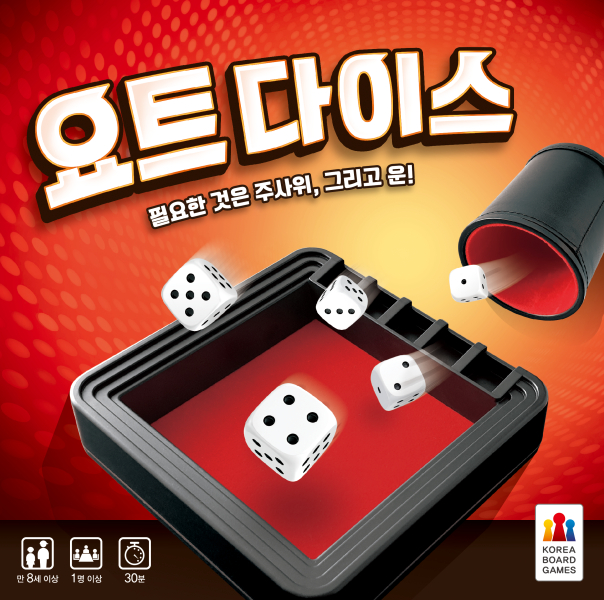 요트 다이스
필요한 것은 주사위, 그리고 운!
만 8세 이상
1명 이상
30분
KOREA
BOARD
GAMES